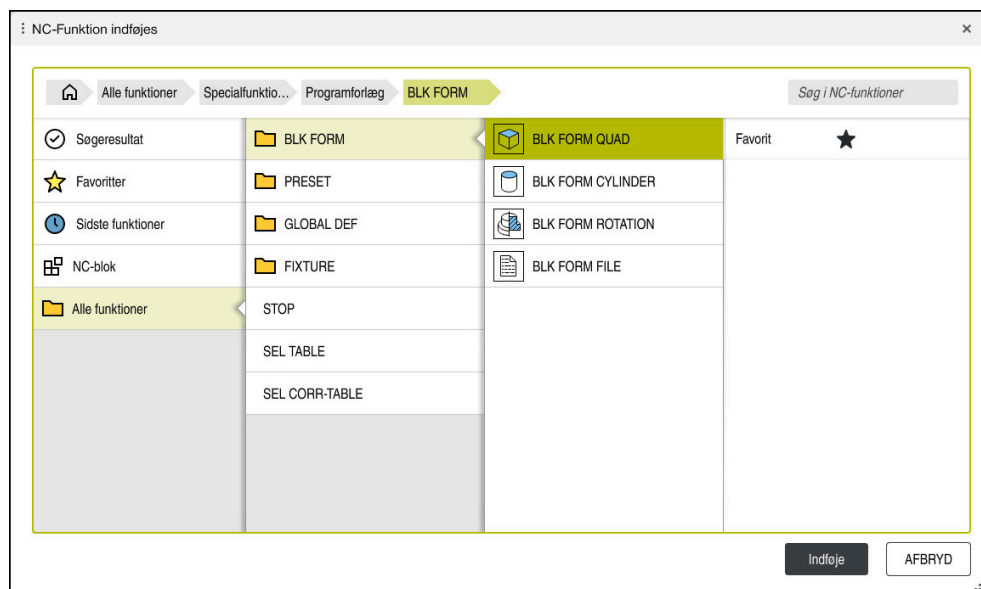 NC-Funktion indføjes
Alle funktioner
Specialfunktio...
Programforlæg
BLK FORM
Søg i NC-funktioner
Søgeresultat
Favoritter
Sidste funktioner
NC-blok
Alle funktioner
BLK FORM
PRESET
GLOBAL DEF
FIXTURE
STOP
SEL TABLE
SEL CORR-TABLE
BLK FORM QUAD
BLK FORM CYLINDER
BLK FORM ROTATION
BLK FORM FILE
Favorit
Indføje
AFBRYD